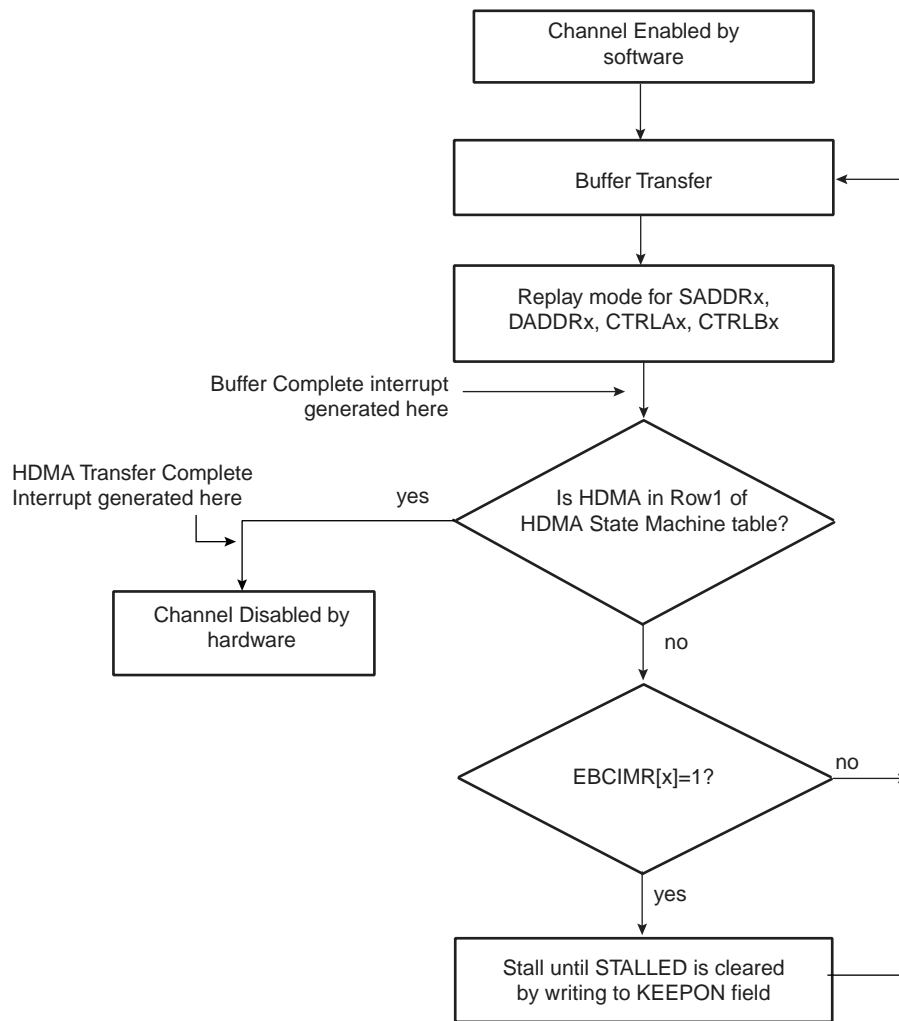 Channel Enabled by
software
Buffer Transfer
Replay mode for SADDRx,
DADDRx, CTRLAx, CTRLBx
Buffer Complete interrupt
generated here
HDMA Transfer Complete
Interrupt generated here
yes
Is HDMA in Row1 of
HDMA State Machine table?
Channel Disabled by
hardware
no
EBCIMR[x]=1?
no
yes
Stall until STALLED is cleared
by writing to KEEPON field